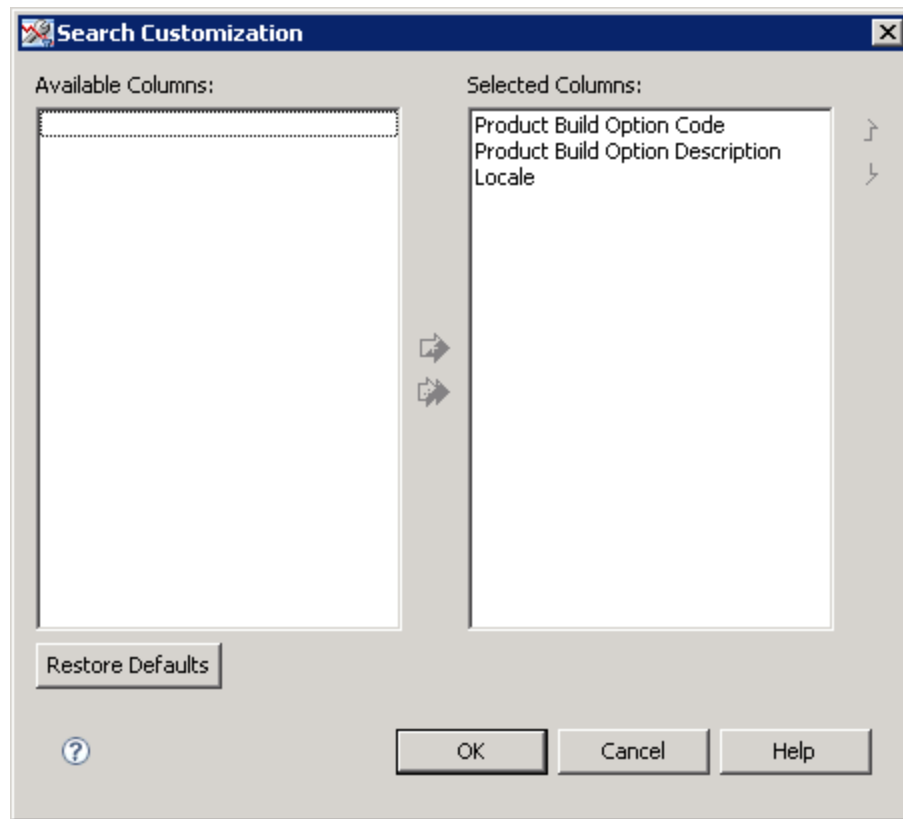 Search Customization
Available Columns:
Selected Columns:
Product Build Option Code
Product Build Option Description
Locale
Restore Defaults
?
OK
Cancel
Help